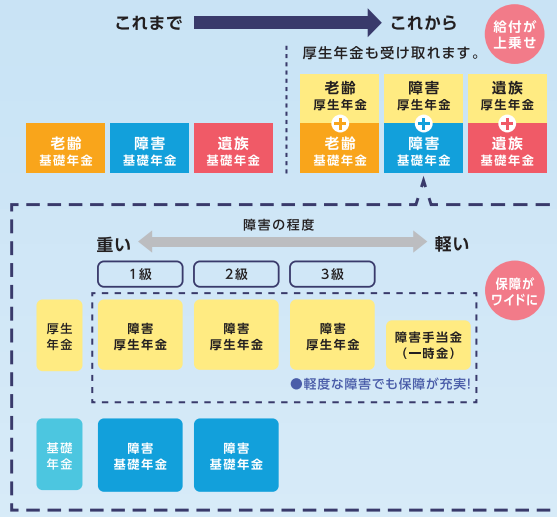 これまで
これから
給付が
上乗せ
厚生年金も受け取れます。
老齢
厚生年金
障害
厚生年金
遺族
厚生年金
老齢
基礎年金
障害
基礎年金
遺族
基礎年金
老齢
基礎年金
障害
基礎年金
遺族
基礎年金
障害の程度
重い
軽い
1級
2級
3級
保障が
ワイドに
厚生
年金
障害
厚生年金
障害
厚生年金
障害
厚生年金
障害手当金
（一時金）
●軽度な障害でも保障が充実!
基礎
年金
障害
基礎年金
障害
基礎年金